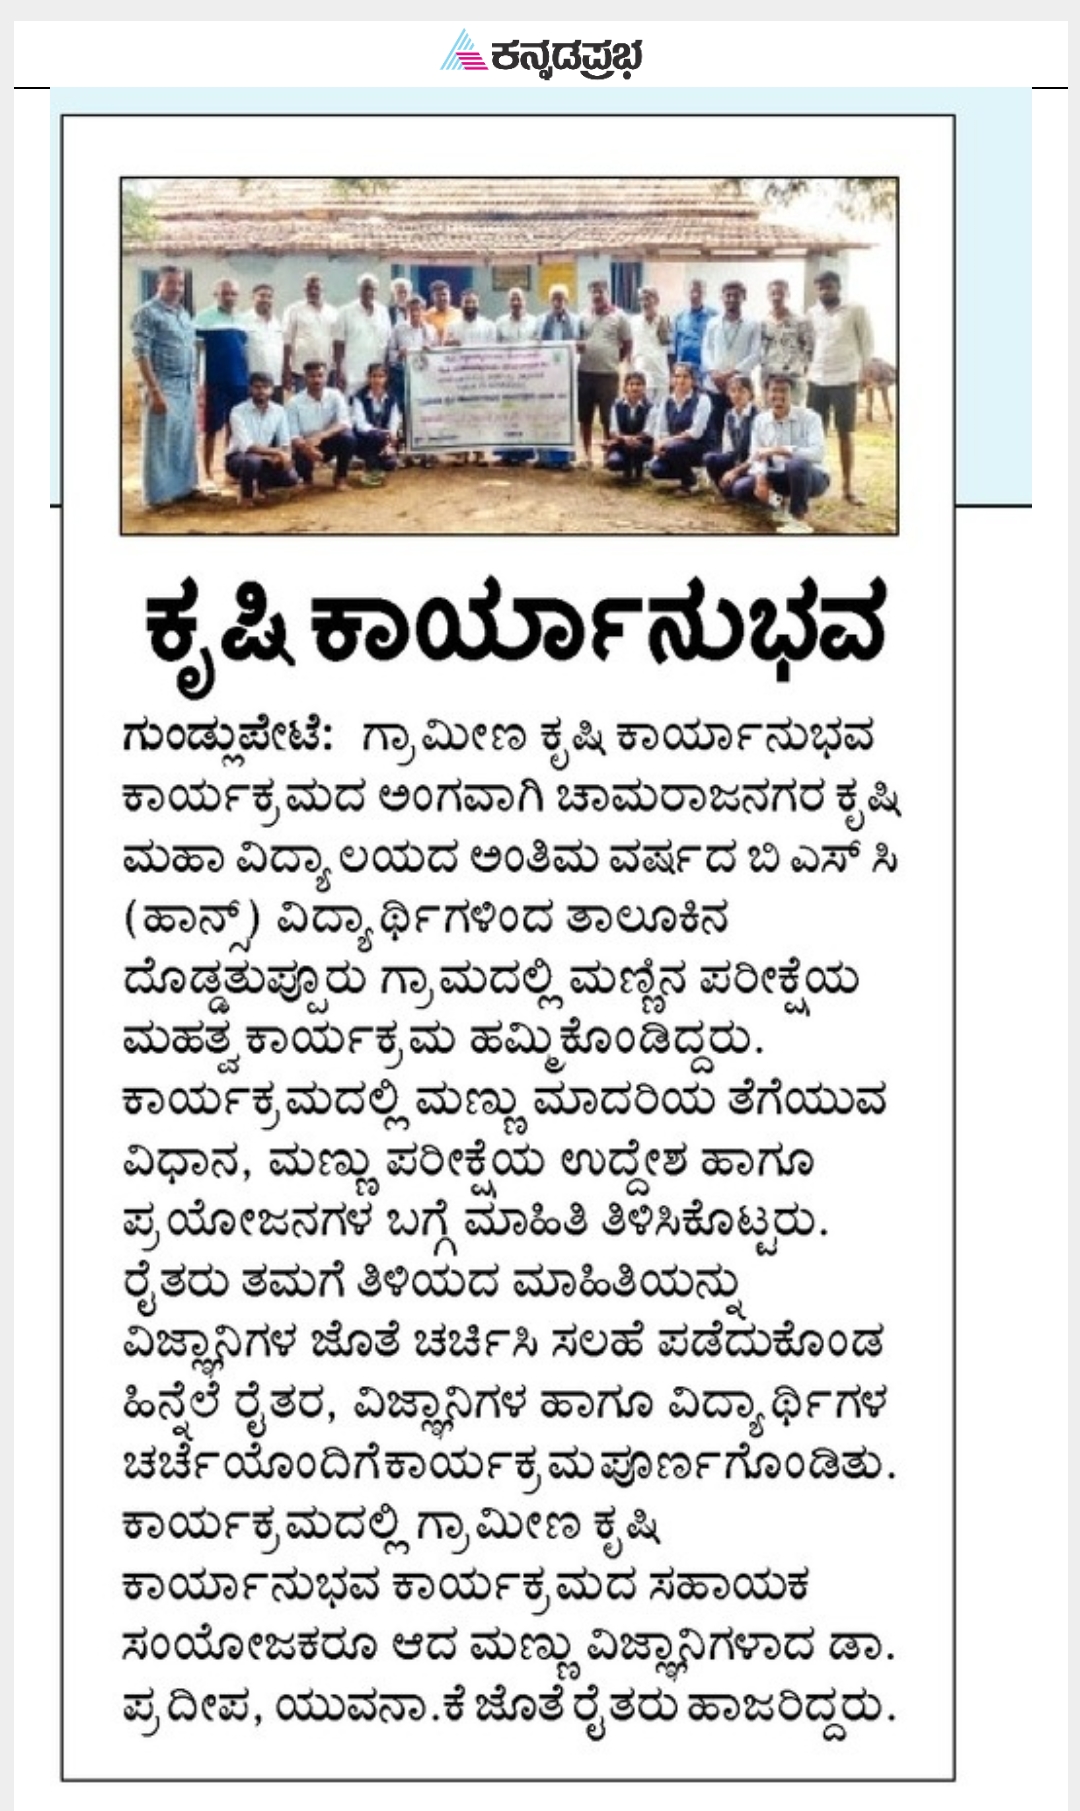 ಕನ್ನಡಪ್ರಭ
ಕೃಷಿ ಕಾರ್ಯಾನುಭವ
ಗುಂಡ್ಲುಪೇಟೆ: ಗ್ರಾಮೀಣ ಕೃಷಿ ಕಾರ್ಯಾನುಭವ
ಕಾರ್ಯಕ್ರಮದ ಅಂಗವಾಗಿ ಚಾಮರಾಜನಗರ ಕೃಷಿ
ಮಹಾ ವಿದ್ಯಾಲಯದ ಅಂತಿಮ ವರ್ಷದ ಬಿ ಎಸ್ ಸಿ
(ಹಾನ್ಸ್) ವಿದ್ಯಾರ್ಥಿಗಳಿಂದ ತಾಲೂಕಿನ
ದೊಡ್ಡತುಪ್ಪೂರು ಗ್ರಾಮದಲ್ಲಿ ಮಣ್ಣಿನ ಪರೀಕ್ಷೆಯ
ಮಹತ್ವ ಕಾರ್ಯಕ್ರಮ ಹಮ್ಮಿಕೊಂಡಿದ್ದರು.
ಕಾರ್ಯಕ್ರಮದಲ್ಲಿ ಮಣ್ಣು ಮಾದರಿಯ ತೆಗೆಯುವ
ವಿಧಾನ, ಮಣ್ಣು ಪರೀಕ್ಷೆಯ ಉದ್ದೇಶ ಹಾಗೂ
ಪ್ರಯೋಜನಗಳ ಬಗ್ಗೆ ಮಾಹಿತಿ ತಿಳಿಸಿಕೊಟ್ಟರು.
ರೈತರು ತಮಗೆ ತಿಳಿಯದ ಮಾಹಿತಿಯನ್ನು
ವಿಜ್ಞಾನಿಗಳ ಜೊತೆ ಚರ್ಚಿಸಿ ಸಲಹೆ ಪಡೆದುಕೊಂಡ
ಹಿನ್ನೆಲೆ ರೈತರ, ವಿಜ್ಞಾನಿಗಳ ಹಾಗೂ ವಿದ್ಯಾರ್ಥಿಗಳ
ಚರ್ಚೆಯೊಂದಿಗೆ ಕಾರ್ಯಕ್ರಮ ಪೂರ್ಣಗೊಂಡಿತು.
ಕಾರ್ಯಕ್ರಮದಲ್ಲಿ ಗ್ರಾಮೀಣ ಕೃಷಿ
ಕಾರ್ಯಾನುಭವ ಕಾರ್ಯಕ್ರಮದ ಸಹಾಯಕ
ಸಂಯೋಜಕರೂ ಆದ ಮಣ್ಣು ವಿಜ್ಞಾನಿಗಳಾದ ಡಾ.
ಪ್ರದೀಪ, ಯುವನಾ.ಕೆ ಜೊತೆ ರೈತರು ಹಾಜರಿದ್ದರು.